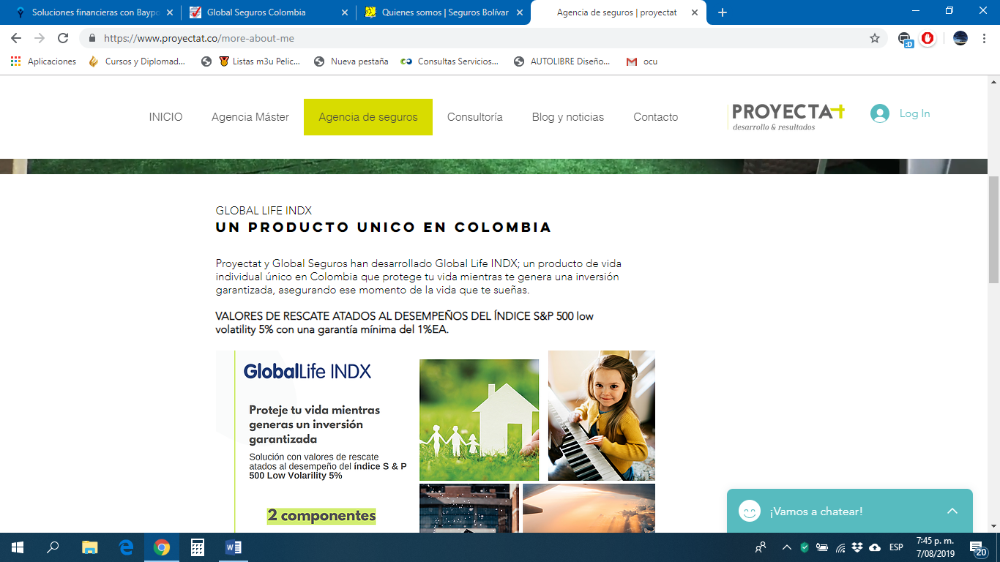 Soluciones financieras con Baypo
Global Seguros Colombia
Quienes somos | Seguros Bolívar
Agencia de seguros | proyectat
https://www.proyectat.co/more-about-me
Aplicaciones
Cursos y Diplomad...
Listas m3u Pelic...
Nueva pestaña
Consultas Servicios...
AUTOLIBRE Diseño...
ocu
INICIO
Agencia Máster
Agencia de seguros
Consultoría
Blog y noticias
Contacto
PROYECTAT
desarrollo & resultados
Log In
GLOBAL LIFE INDX
UN PRODUCTO UNICO EN COLOMBIA
Proyectat y Global Seguros han desarrollado Global Life INDX; un producto de vida
individual único en Colombia que protege tu vida mientras te genera una inversión
garantizada, asegurando ese momento de la vida que te sueñas.
VALORES DE RESCATE ATADOS AL DESEMPEÑOS DEL ÍNDICE S&P 500 low
volatility 5% con una garantía mínima del 1%EA.
GlobalLife INDX
Proteje tu vida mientras
generas un inversión
garantizada
Solución con valores de rescate
atados al desempeño del índice S & P
500 Low Volarility 5%
2 componentes
¡Vamos a chatear!
ESP
7:45 p. m.
7/08/2019
20